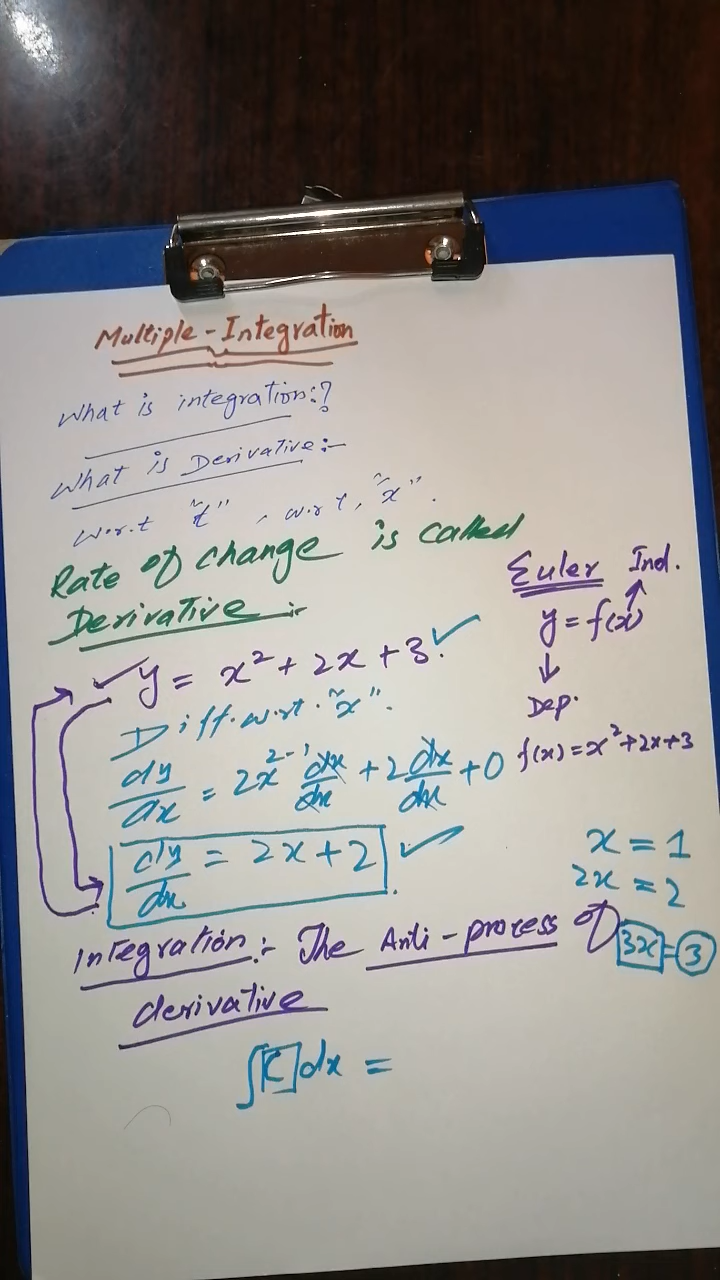 Multiple-Integration
What is integration:?
What is Derivative:-
w.r.t "t", w.r.t, "x".
Rate of change is called
Derivative :-
Euler Ind.
y = f(x)
Dep.
y = x² + 2x + 3.
Diff. w.r.t. "x".
f(x) = x² + 2x + 3
dy/dx = 2x²⁻¹ dx/dx + 2 dx/dx + 0
dy/dx = 2x + 2
x = 1
2x = 2
3x = 3
Integration:- The Anti-process of
derivative
∫[C]dx =